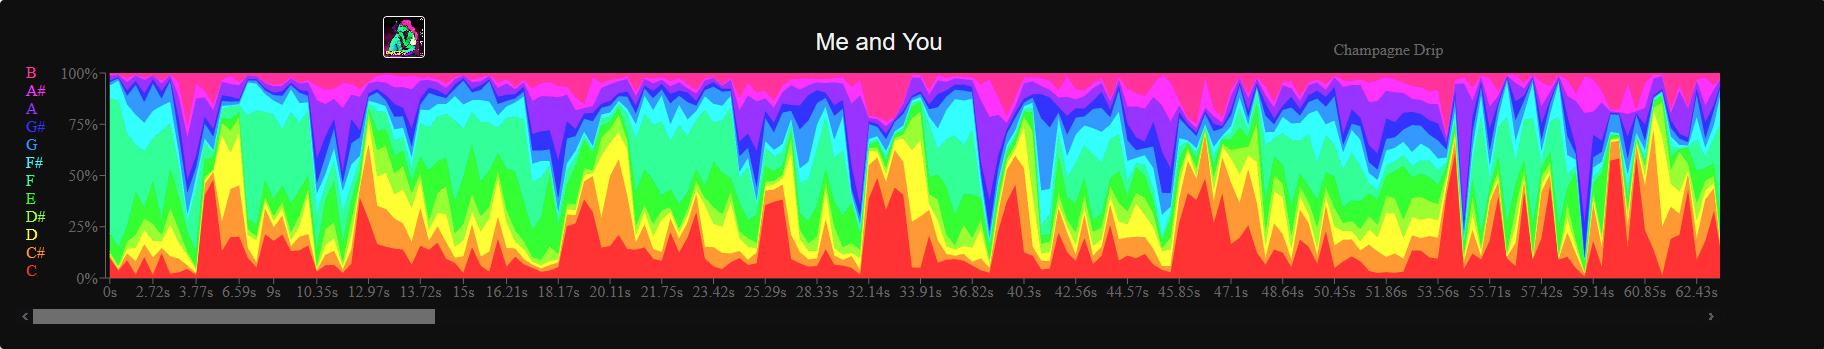 Me and You
Champagne Drip
B
A#
A
G#
G
F#
F
E
D#
D
C#
C
100%
75%
50%
25%
0%
0s 2.72s 3.77s 6.59s 9s 10.35s 12.97s 13.72s 15s 16.21s 18.17s 20.11s 21.75s 23.42s 25.29s 28.33s 32.14s 33.91s 36.82s 40.3s 42.56s 44.57s 45.85s 47.1s 48.64s 50.45s 51.86s 53.56s 55.71s 57.42s 59.14s 60.85s 62.43s